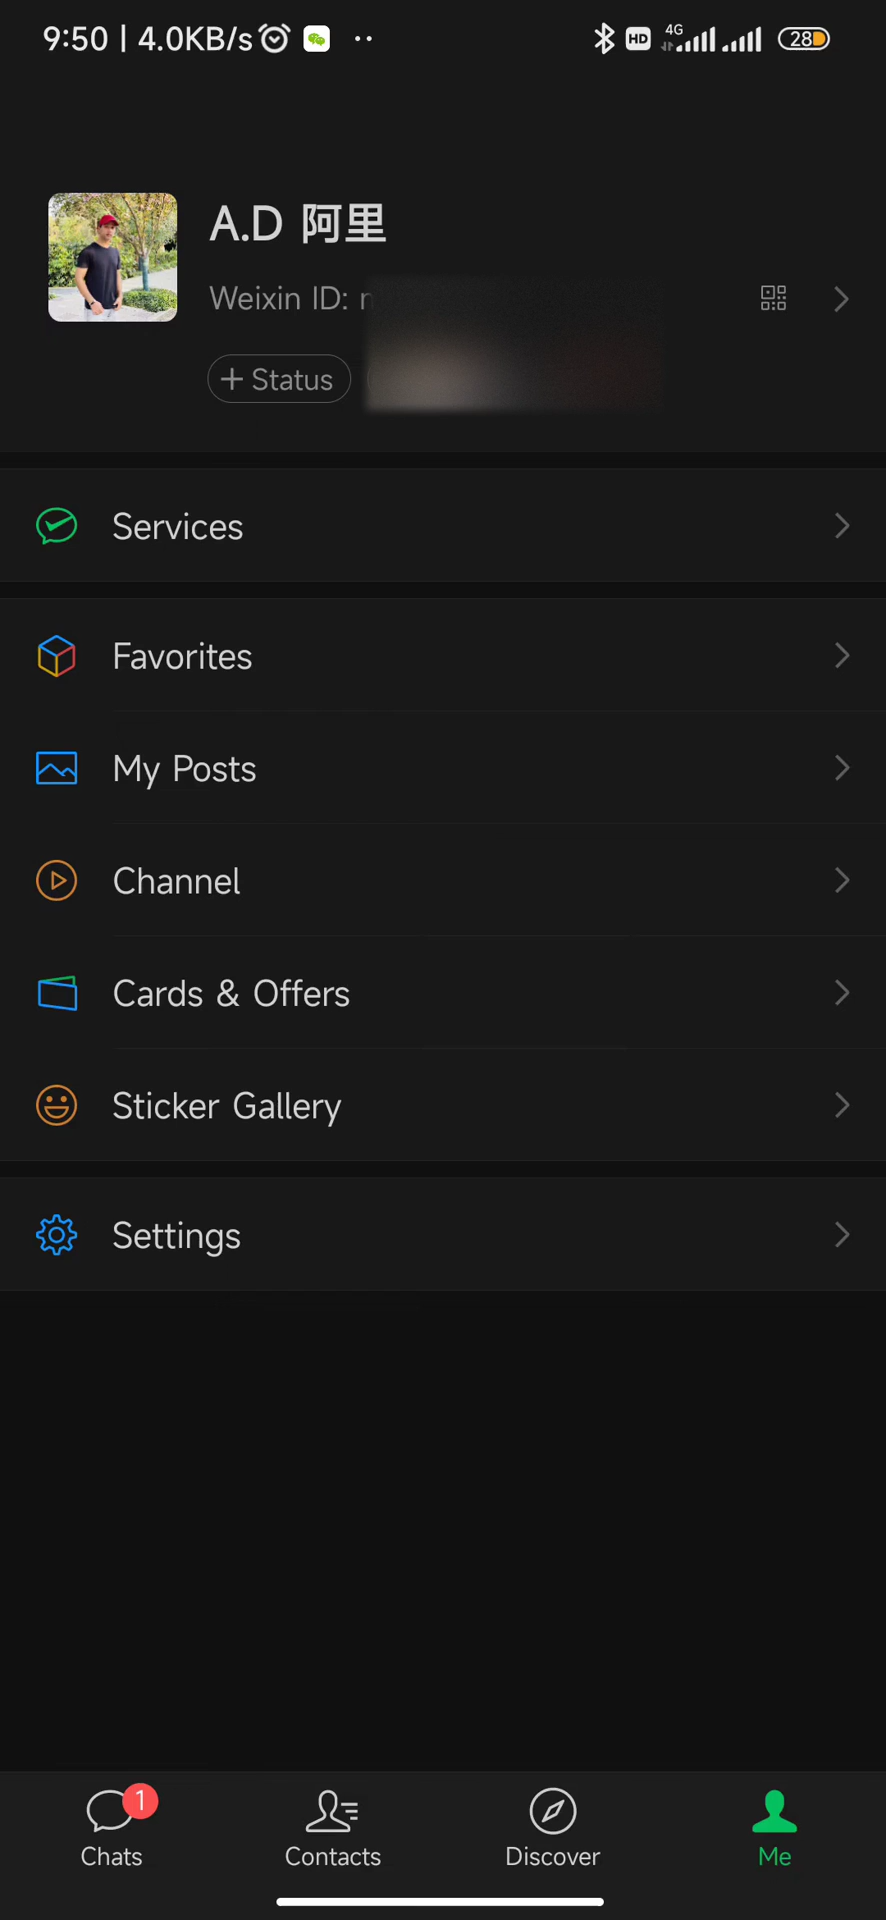 9:50 | 4.0KB/s
HD 4G 28
A.D 阿里
Weixin ID:
+ Status
Services
Favorites
My Posts
Channel
Cards & Offers
Sticker Gallery
Settings
1
Chats Contacts Discover Me